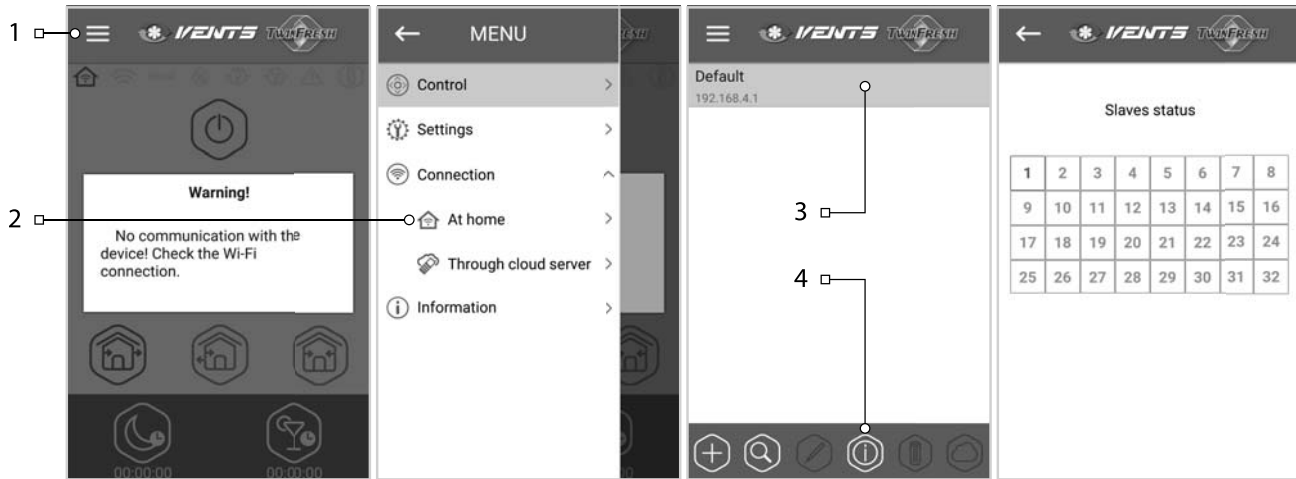 1
VENTS TWINFRESH
Warning!
No communication with the
device! Check the Wi-Fi
connection.
00:00:00 00:00:00
MENU
Control
Settings
Connection
2
At home
Through cloud server
Information
VENTS TWINFRESH
Default
192.168.4.1
3
4
VENTS TWINFRESH
Slaves status
1 2 3 4 5 6 7 8
9 10 11 12 13 14 15 16
17 18 19 20 21 22 23 24
25 26 27 28 29 30 31 32